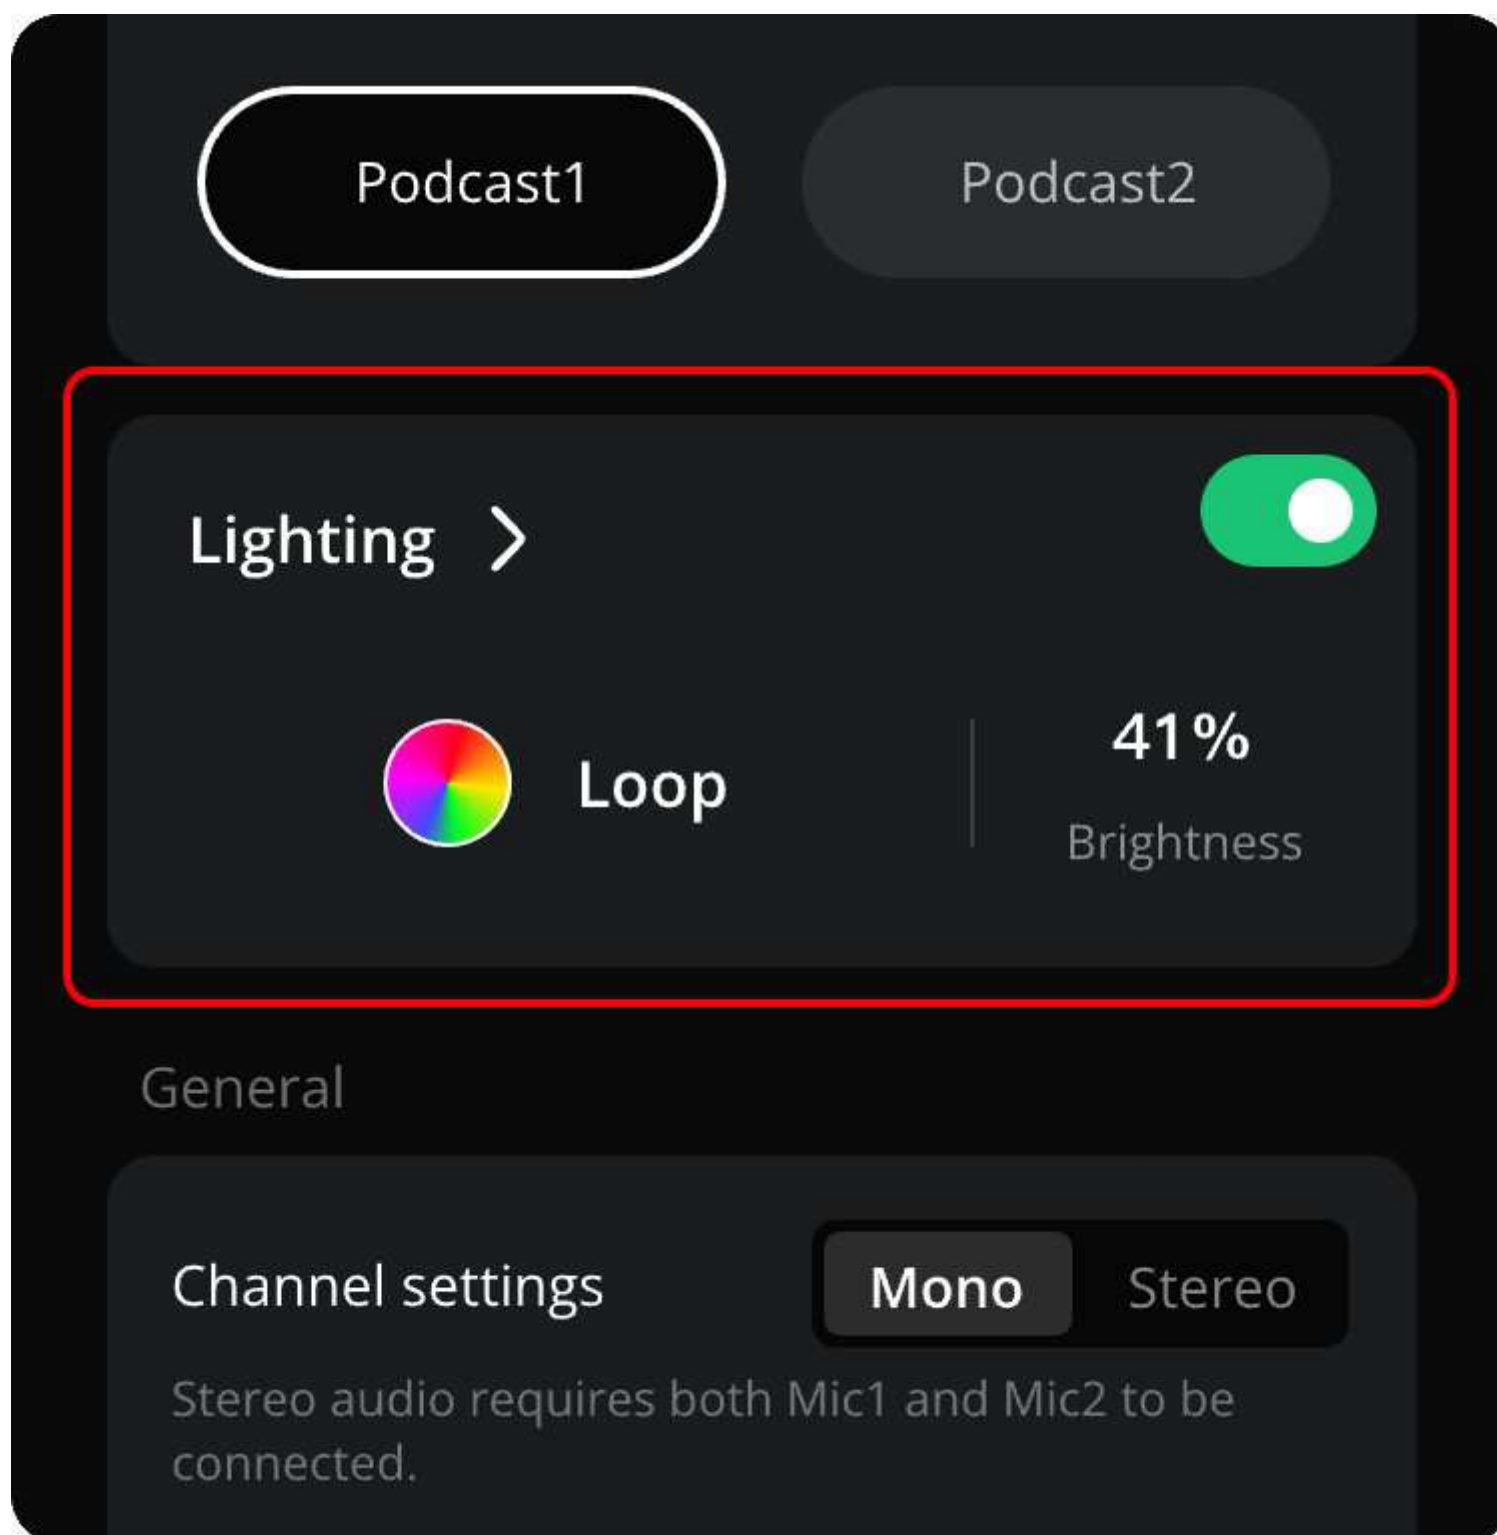 Podcast1 Podcast2
Lighting
Loop
41%
Brightness
General
Channel settings Mono Stereo
Stereo audio requires both Mic1 and Mic2 to be
connected.